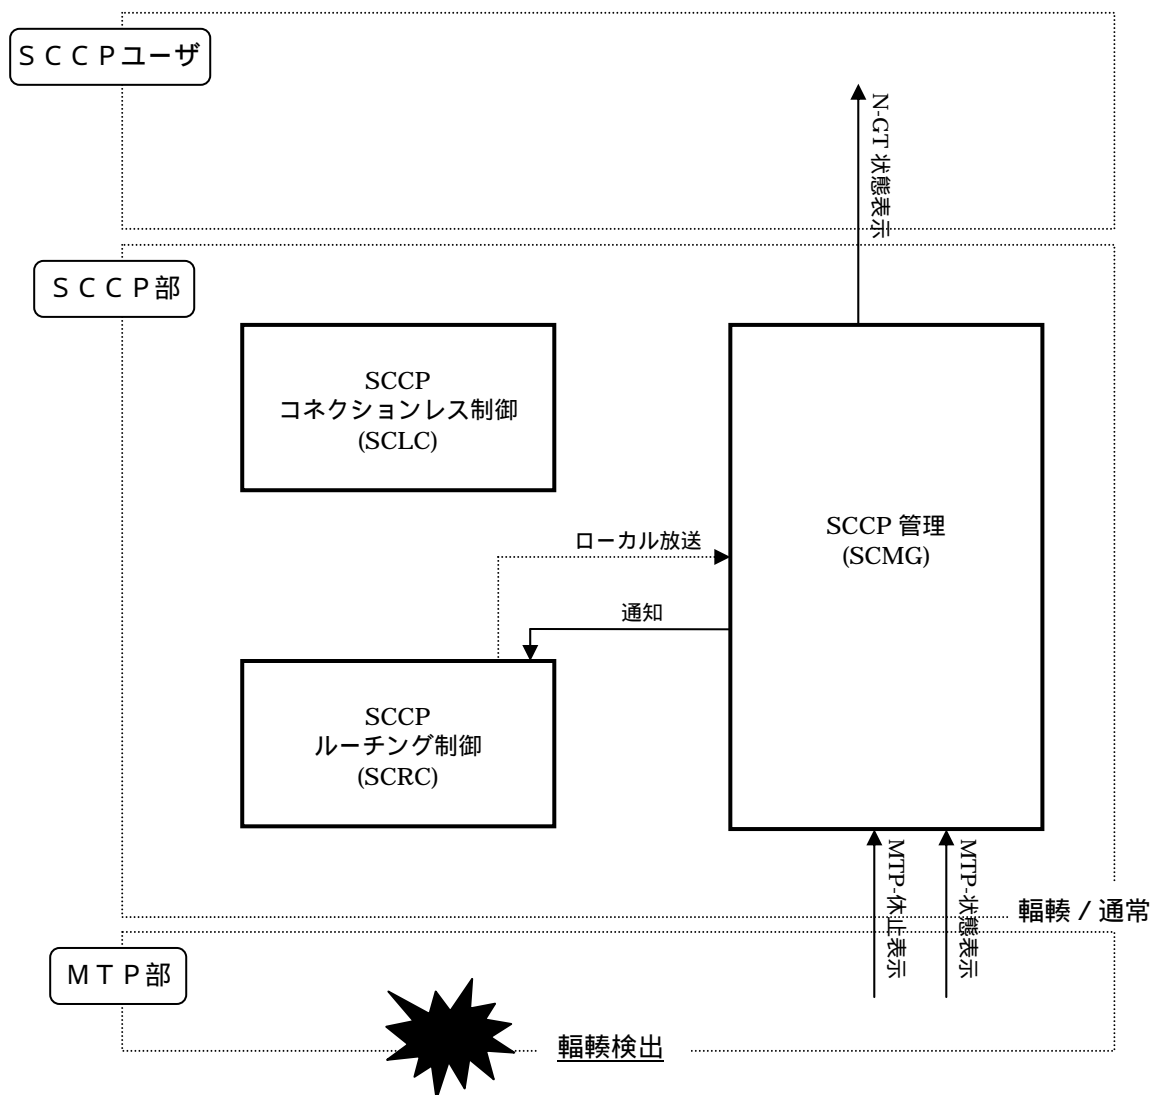 ＳＣＣＰユーザ
N-GT 状態表示
ＳＣＣＰ部
SCCP
コネクションレス制御
(SCLC)
SCCP 管理
(SCMG)
ローカル放送
通知
SCCP
ルーチング制御
(SCRC)
MTP-休止表示
MTP-状態表示
輻輳 / 通常
ＭＴＰ部
輻輳検出